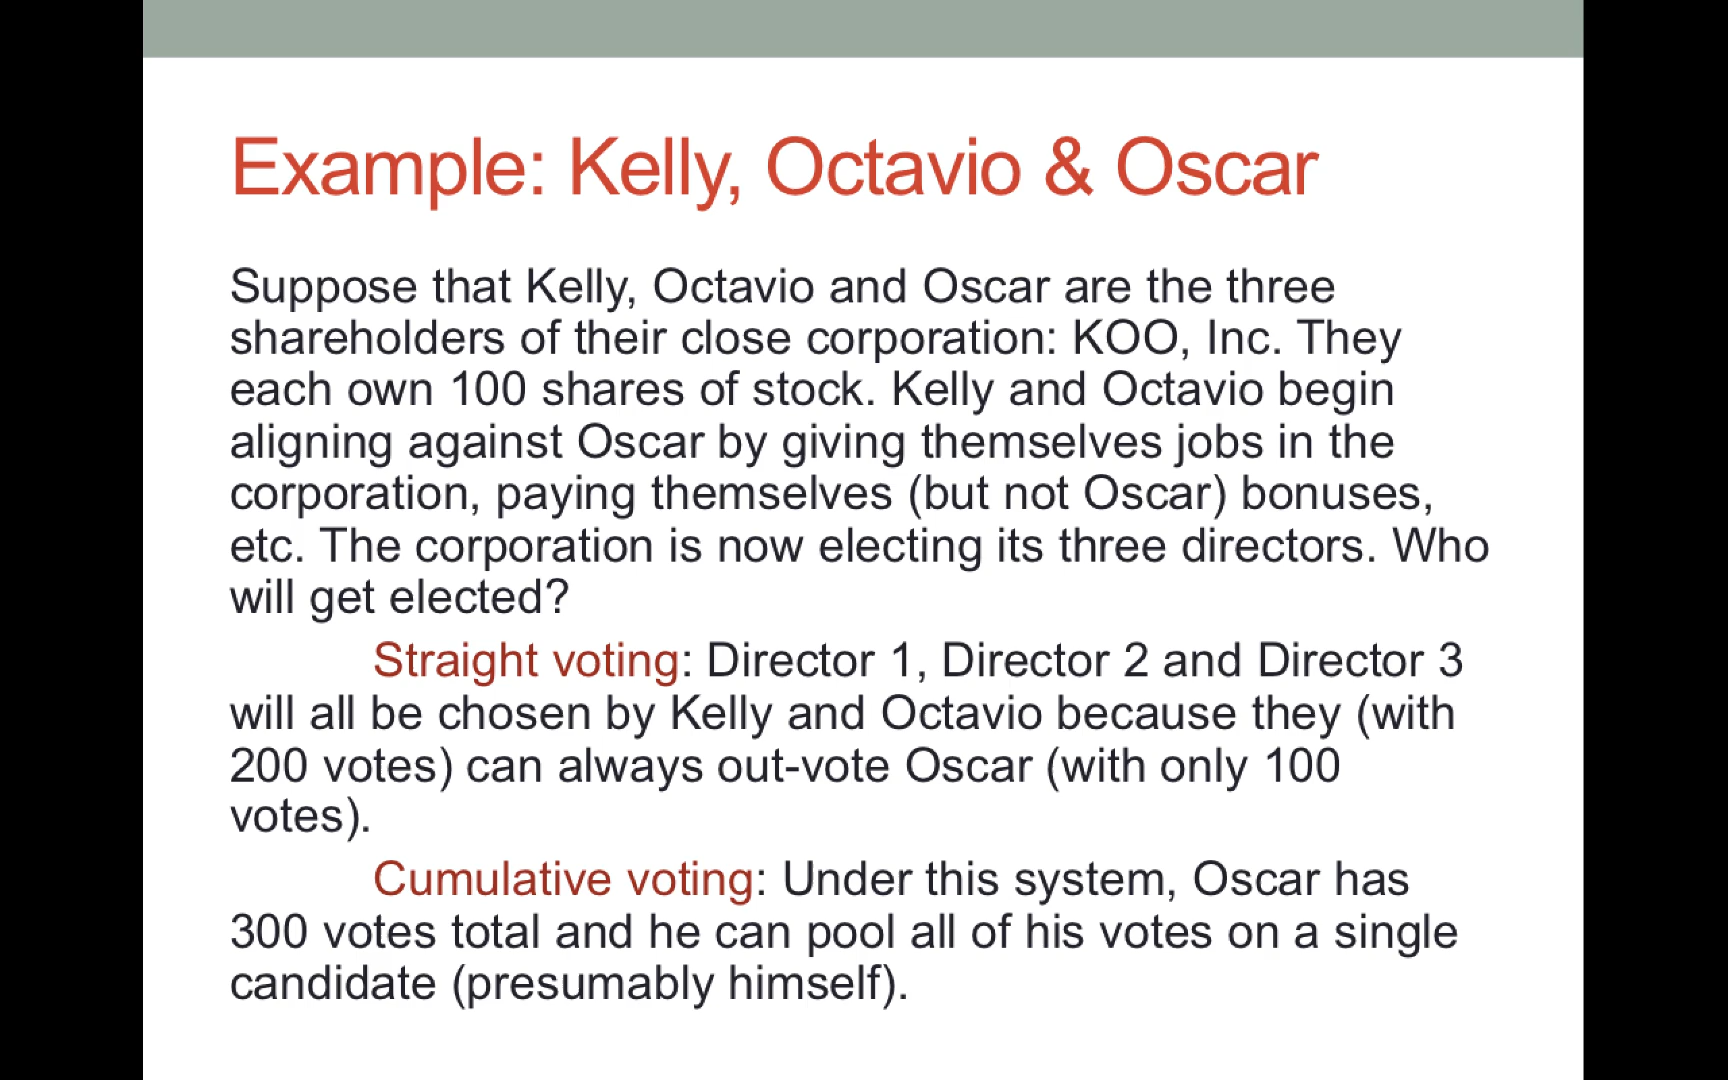 Example: Kelly, Octavio & Oscar
Suppose that Kelly, Octavio and Oscar are the three
shareholders of their close corporation: KOO, Inc. They
each own 100 shares of stock. Kelly and Octavio begin
aligning against Oscar by giving themselves jobs in the
corporation, paying themselves (but not Oscar) bonuses,
etc. The corporation is now electing its three directors. Who
will get elected?
Straight voting: Director 1, Director 2 and Director 3
will all be chosen by Kelly and Octavio because they (with
200 votes) can always out-vote Oscar (with only 100
votes).
Cumulative voting: Under this system, Oscar has
300 votes total and he can pool all of his votes on a single
candidate (presumably himself).